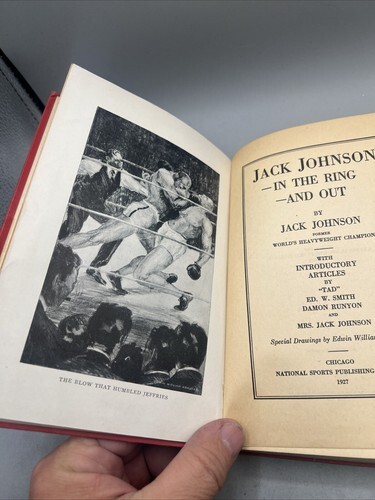 THE BLOW THAT HUMBLED JEFFRIES
JACK JOHNSON
—IN THE RING
—AND OUT
BY
JACK JOHNSON
FORMER
WORLD'S HEAVYWEIGHT CHAMPION
WITH
INTRODUCTORY
ARTICLES
BY
"TAD"
ED. W. SMITH
DAMON RUNYON
AND
MRS. JACK JOHNSON
Special Drawings by Edwin William
CHICAGO
NATIONAL SPORTS PUBLISHING
1927